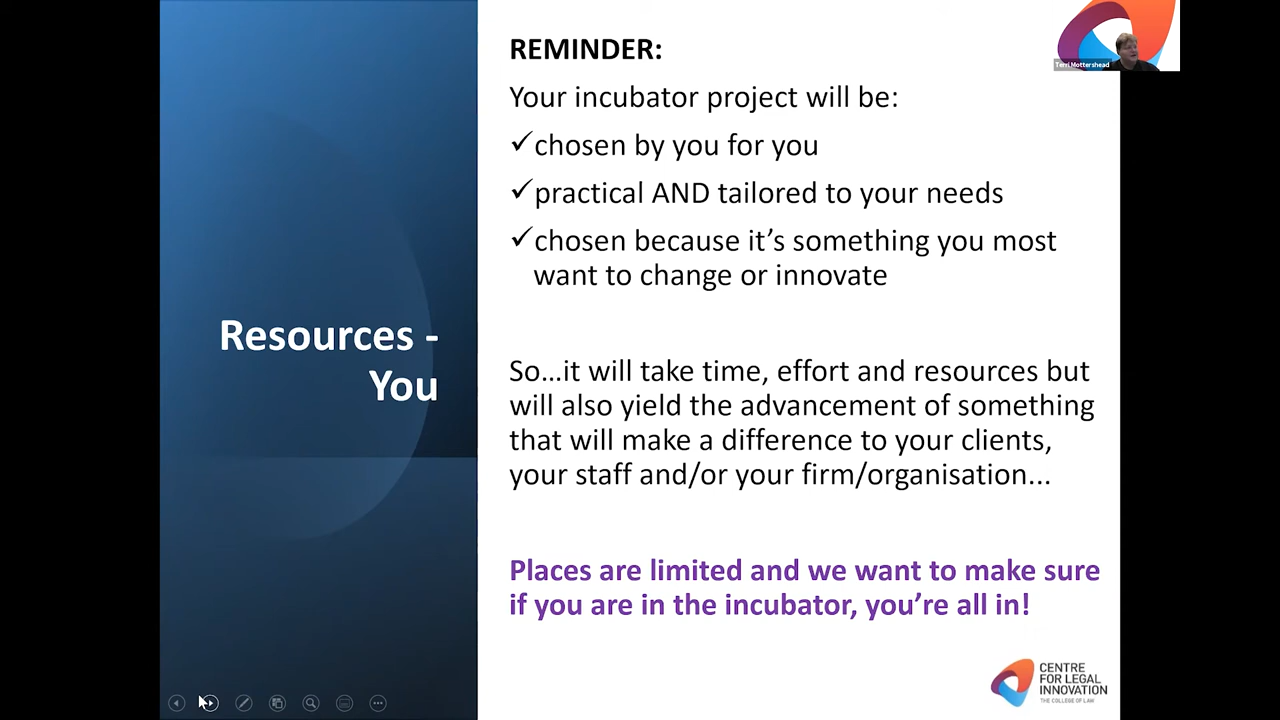 Resources -
You
REMINDER:
Your incubator project will be:
✓chosen by you for you
✓practical AND tailored to your needs
✓chosen because it’s something you most
want to change or innovate
So…it will take time, effort and resources but
will also yield the advancement of something
that will make a difference to your clients,
your staff and/or your firm/organisation...
Places are limited and we want to make sure
if you are in the incubator, you’re all in!
Terri Mottershead
CENTRE
FOR LEGAL
INNOVATION
THE COLLEGE OF LAW